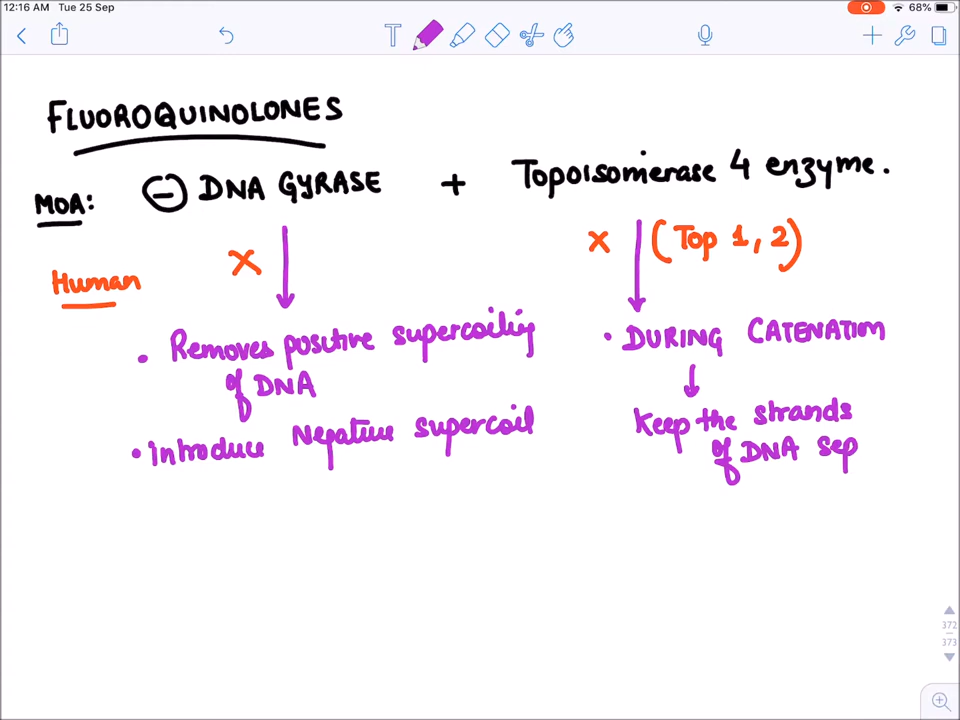 12:16 AM Tue 25 Sep 68%
T
FLUOROQUINOLONES
MOA: - DNA GYRASE + Topoisomerase 4 enzyme.
Human X X (Top 1, 2)
• Removes positive supercoiling
of DNA
• Introduce Negative supercoil
• DURING CATENATION
Keep the strands
of DNA sep
372
373